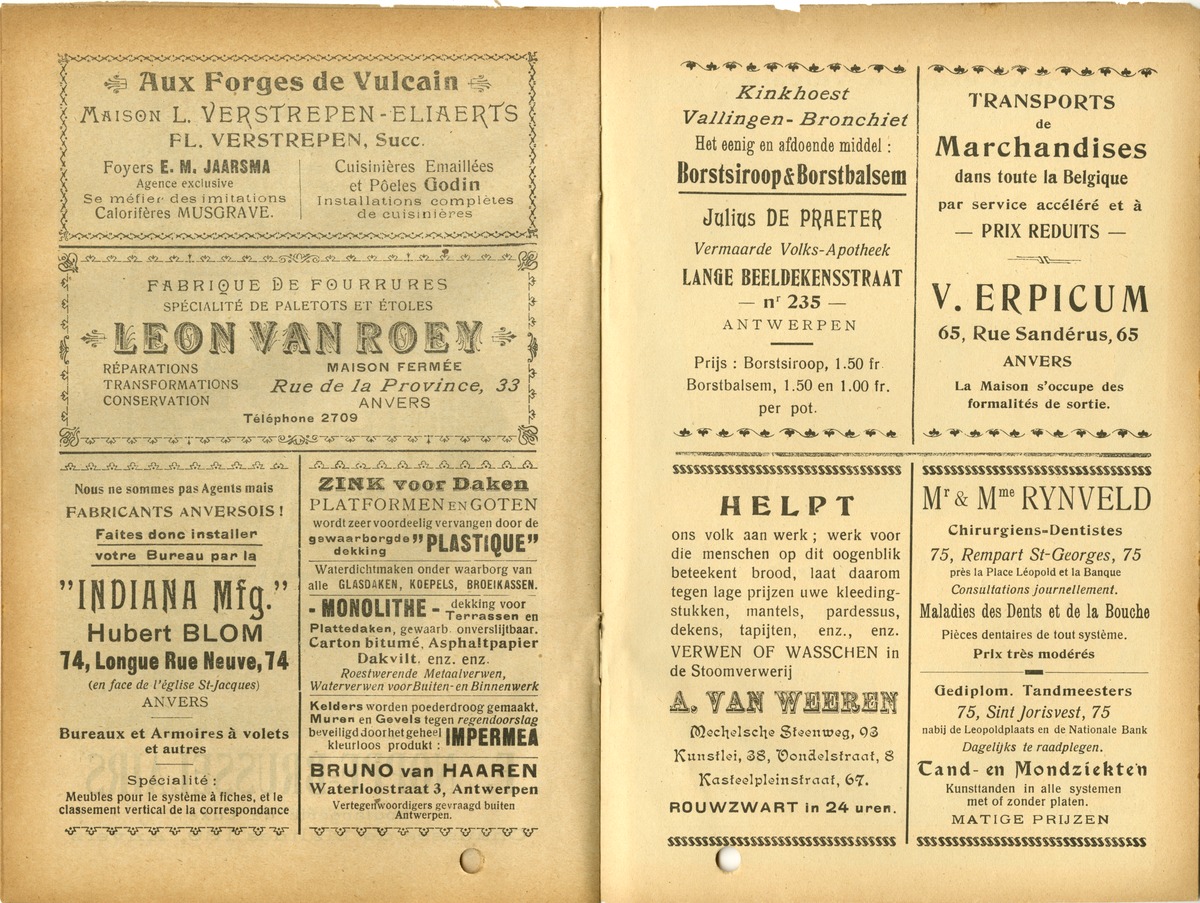 Aux Forges de Vulcain
MAISON L. VERSTREPEN-ELIAERTS
FL. VERSTREPEN, Succ.
Foyers E. M. JAARSMA
Agence exclusive
Se méfier des imitations
Calorifères MUSGRAVE.
Cuisinières Emaillées
et Pôeles Godin
Installations complètes
de cuisinières
FABRIQUE DE FOURRURES
SPÉCIALITÉ DE PALETOTS ET ÉTOLES
LEON VAN ROEY
RÉPARATIONS
TRANSFORMATIONS
CONSERVATION
MAISON FERMÉE
Rue de la Province, 33
ANVERS
Téléphone 2709
Nous ne sommes pas Agents mais
FABRICANTS ANVERSOIS !
Faites donc installer
votre Bureau par la
"INDIANA Mfg."
Hubert BLOM
74, Longue Rue Neuve, 74
(en face de l'église St-Jacques)
ANVERS
Bureaux et Armoires à volets
et autres
Spécialité :
Meubles pour le système à fiches, et le
classement vertical de la correspondance
ZINK voor Daken
PLATFORMEN EN GOTEN
wordt zeer voordeelig vervangen door de
gewaarborgde dekking "PLASTIQUE"
Waterdichtmaken onder waarborg van
alle GLASDAKEN, KOEPELS, BROEIKASSEN.
- MONOLITHE - dekking voor Terrassen en
Plattedaken, gewaarb. onverslijtbaar.
Carton bitumé, Asphaltpapier
Dakvilt. enz. enz.
Roestwerende Metaalverwen,
Waterverwen voor Buiten- en Binnenwerk
Kelders worden poederdroog gemaakt,
Muren en Gevels tegen regendoorslag
beveiligd door het geheel
kleurloos produkt : IMPERMEA
BRUNO van HAAREN
Waterloostraat 3, Antwerpen
Vertegenwoordigers gevraagd buiten
Antwerpen.
Kinkhoest
Vallingen- Bronchiet
Het eenig en afdoende middel :
Borstsiroop & Borstbalsem
Julius DE PRAETER
Vermaarde Volks-Apotheek
LANGE BEELDEKENSSTRAAT
— nr 235 —
ANTWERPEN
Prijs : Borstsiroop, 1.50 fr
Borstbalsem, 1.50 en 1.00 fr.
per pot.
TRANSPORTS
de
Marchandises
dans toute la Belgique
par service accéléré et à
— PRIX REDUITS —
V. ERPICUM
65, Rue Sandérus, 65
ANVERS
La Maison s'occupe des
formalités de sortie.
HELPT
ons volk aan werk ; werk voor
die menschen op dit oogenblik
beteekent brood, laat daarom
tegen lage prijzen uwe kleeding-
stukken, mantels, pardessus,
dekens, tapijten, enz., enz.
VERWEN OF WASSCHEN in
de Stoomverwerij
A. VAN WEEREN
Mechelsche Steenweg, 93
Kunstlei, 38, Vondelstraat, 8
Kasteelpleinstraat, 67.
ROUWZWART in 24 uren.
Mr & Mme RYNVELD
Chirurgiens-Dentistes
75, Rempart St-Georges, 75
près la Place Léopold et la Banque
Consultations journellement.
Maladies des Dents et de la Bouche
Pièces dentaires de tout système.
Prix très modérés
Gediplom. Tandmeesters
75, Sint Jorisvest, 75
nabij de Leopoldplaats en de Nationale Bank
Dagelijks te raadplegen.
Tand- en Mondziekten
Kunsttanden in alle systemen
met of zonder platen.
MATIGE PRIJZEN